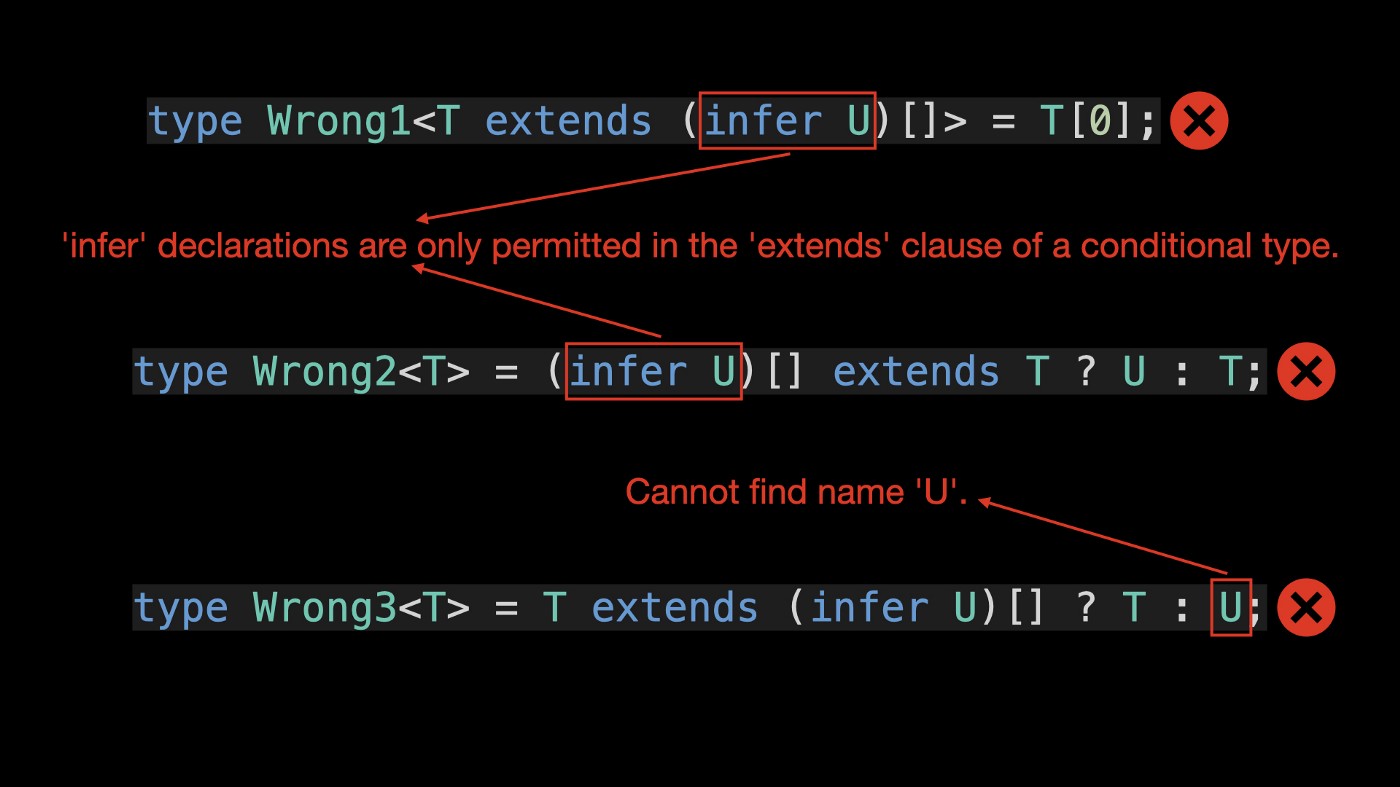 type Wrong1<T extends (infer U)[]> = T[0];
'infer' declarations are only permitted in the 'extends' clause of a conditional type.
type Wrong2<T> = (infer U)[] extends T ? U : T;
Cannot find name 'U'.
type Wrong3<T> = T extends (infer U)[] ? T : U;